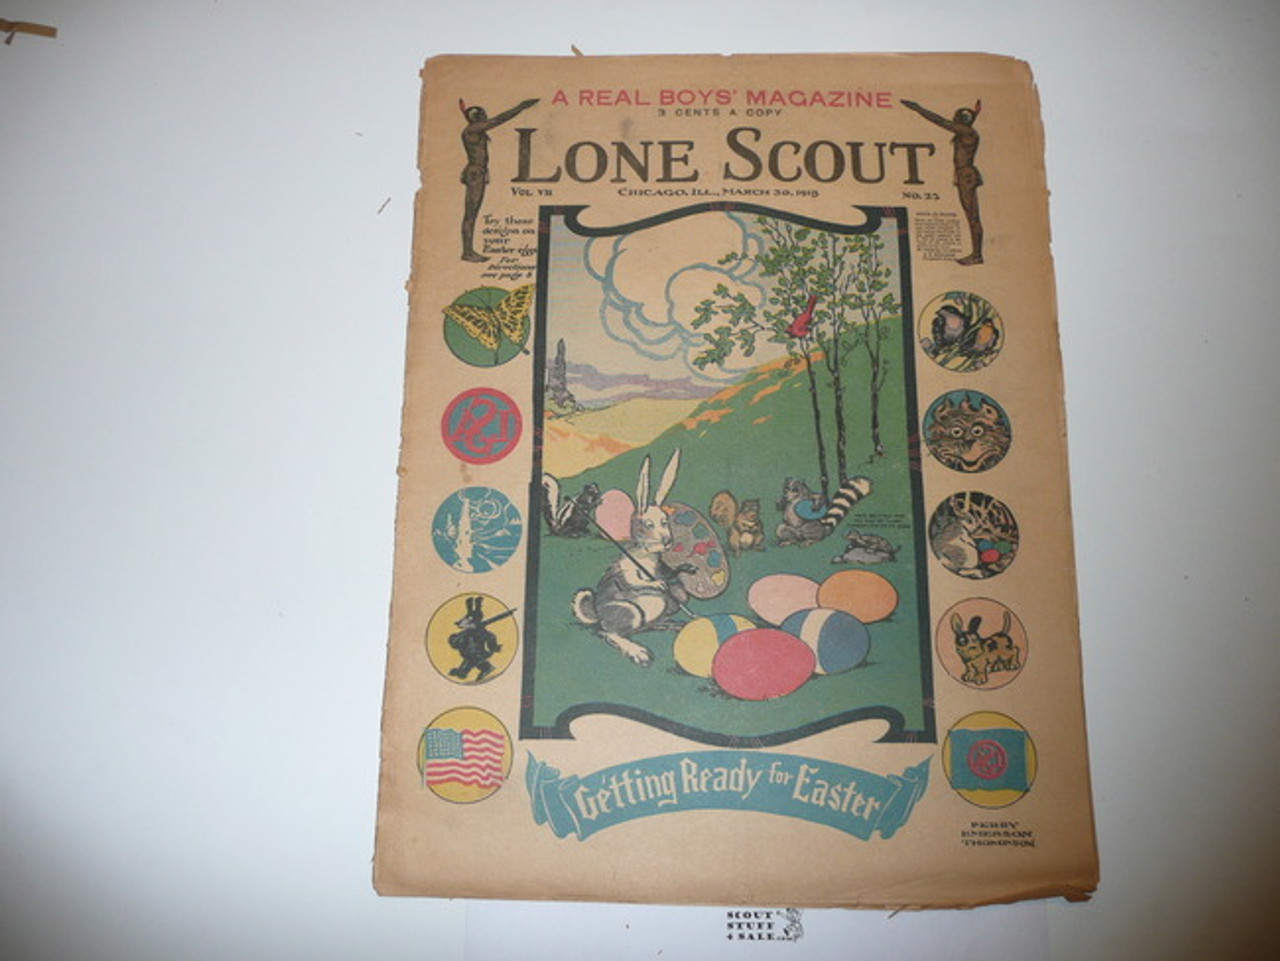 A REAL BOYS' MAGAZINE
3 CENTS A COPY
LONE SCOUT
VOL. VII
CHICAGO, ILL., MARCH 30, 1918
NO. 23
Try these
designs on
your
Easter eggs
For
Directions
see page 8
Getting Ready for Easter
PERRY
EMERSON
THOMPSON
SCOUT
STUFF
4 SALE.com